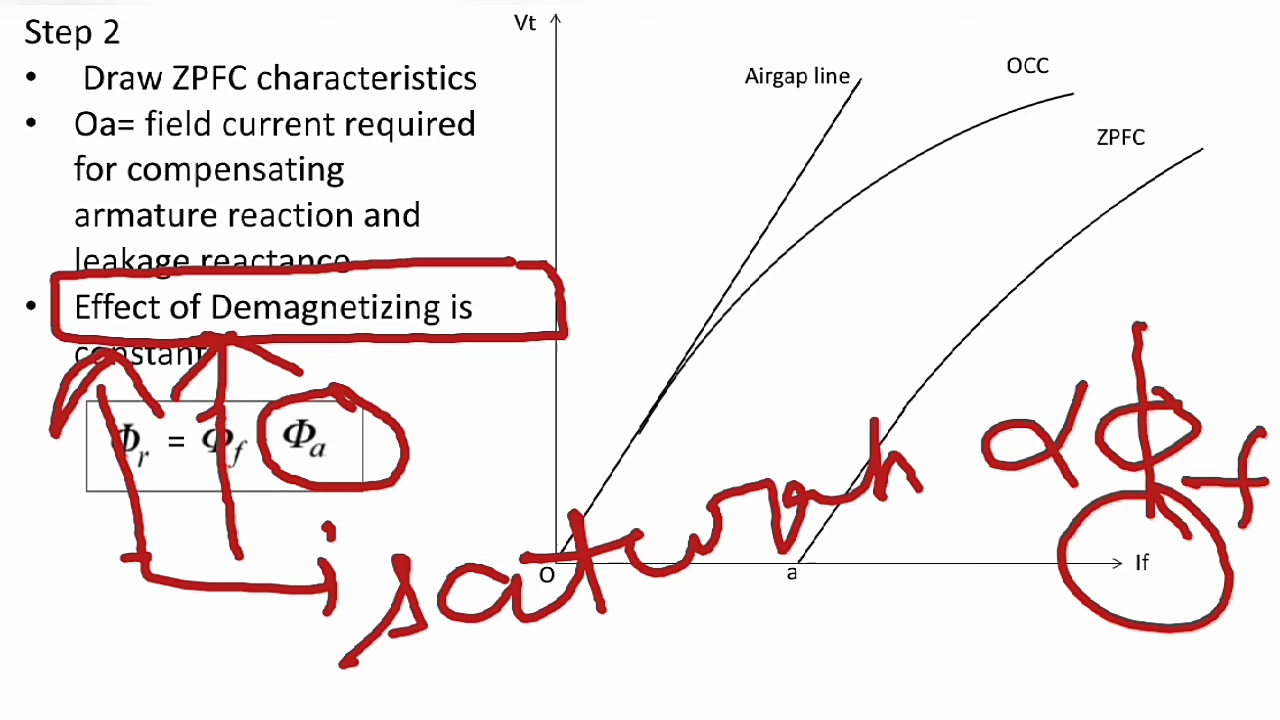 Step 2
• Draw ZPFC characteristics
• Oa= field current required
for compensating
armature reaction and
leakage reactance
• Effect of Demagnetizing is
constant
Φr = Φf Φa
Vt
Airgap line
OCC
ZPFC
O
a
If
α Φf